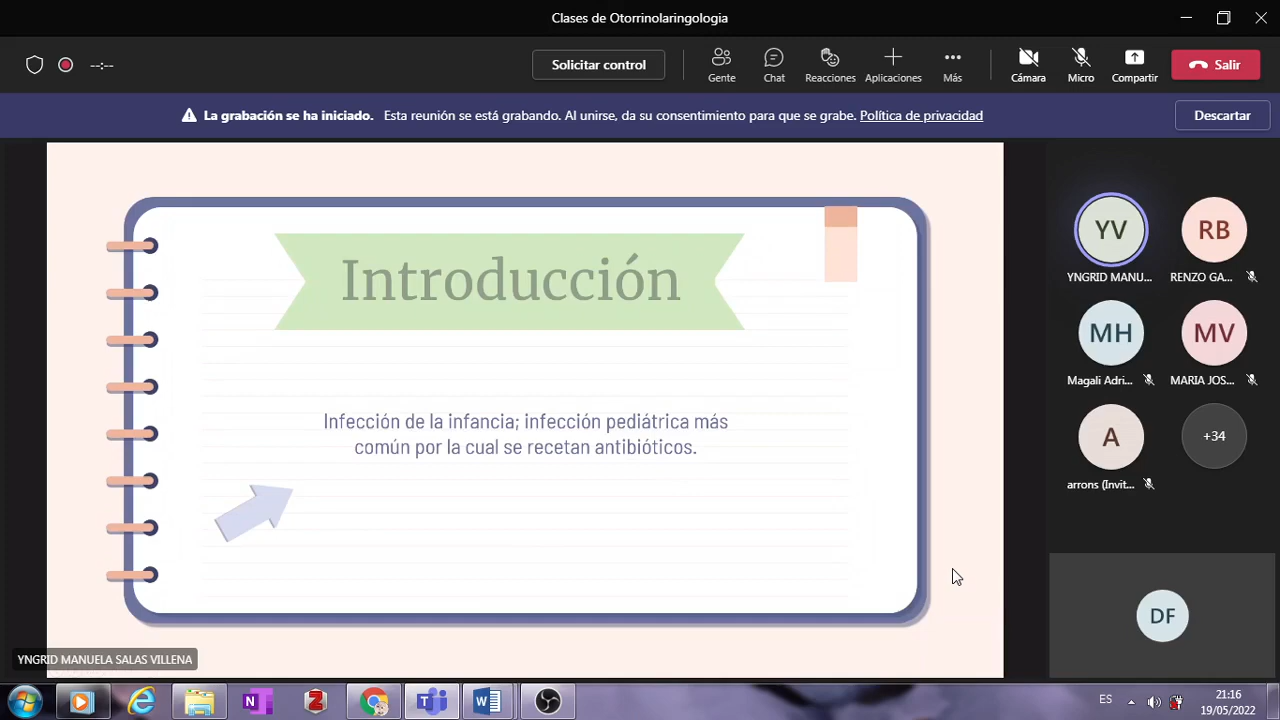 Clases de Otorrinolaringologia
--:--
Solicitar control
Gente
Chat
Reacciones
Aplicaciones
Más
Cámara
Micro
Compartir
Salir
La grabación se ha iniciado. Esta reunión se está grabando. Al unirse, da su consentimiento para que se grabe. Política de privacidad
Descartar
Introducción
Infección de la infancia; infección pediátrica más
común por la cual se recetan antibióticos.
YV
RB
YNGRID MANU...
RENZO GA...
MH
MV
Magali Adri...
MARIA JOS...
A
+34
arrons (Invit...
DF
YNGRID MANUELA SALAS VILLENA
N
Z
W
ES
21:16
19/05/2022